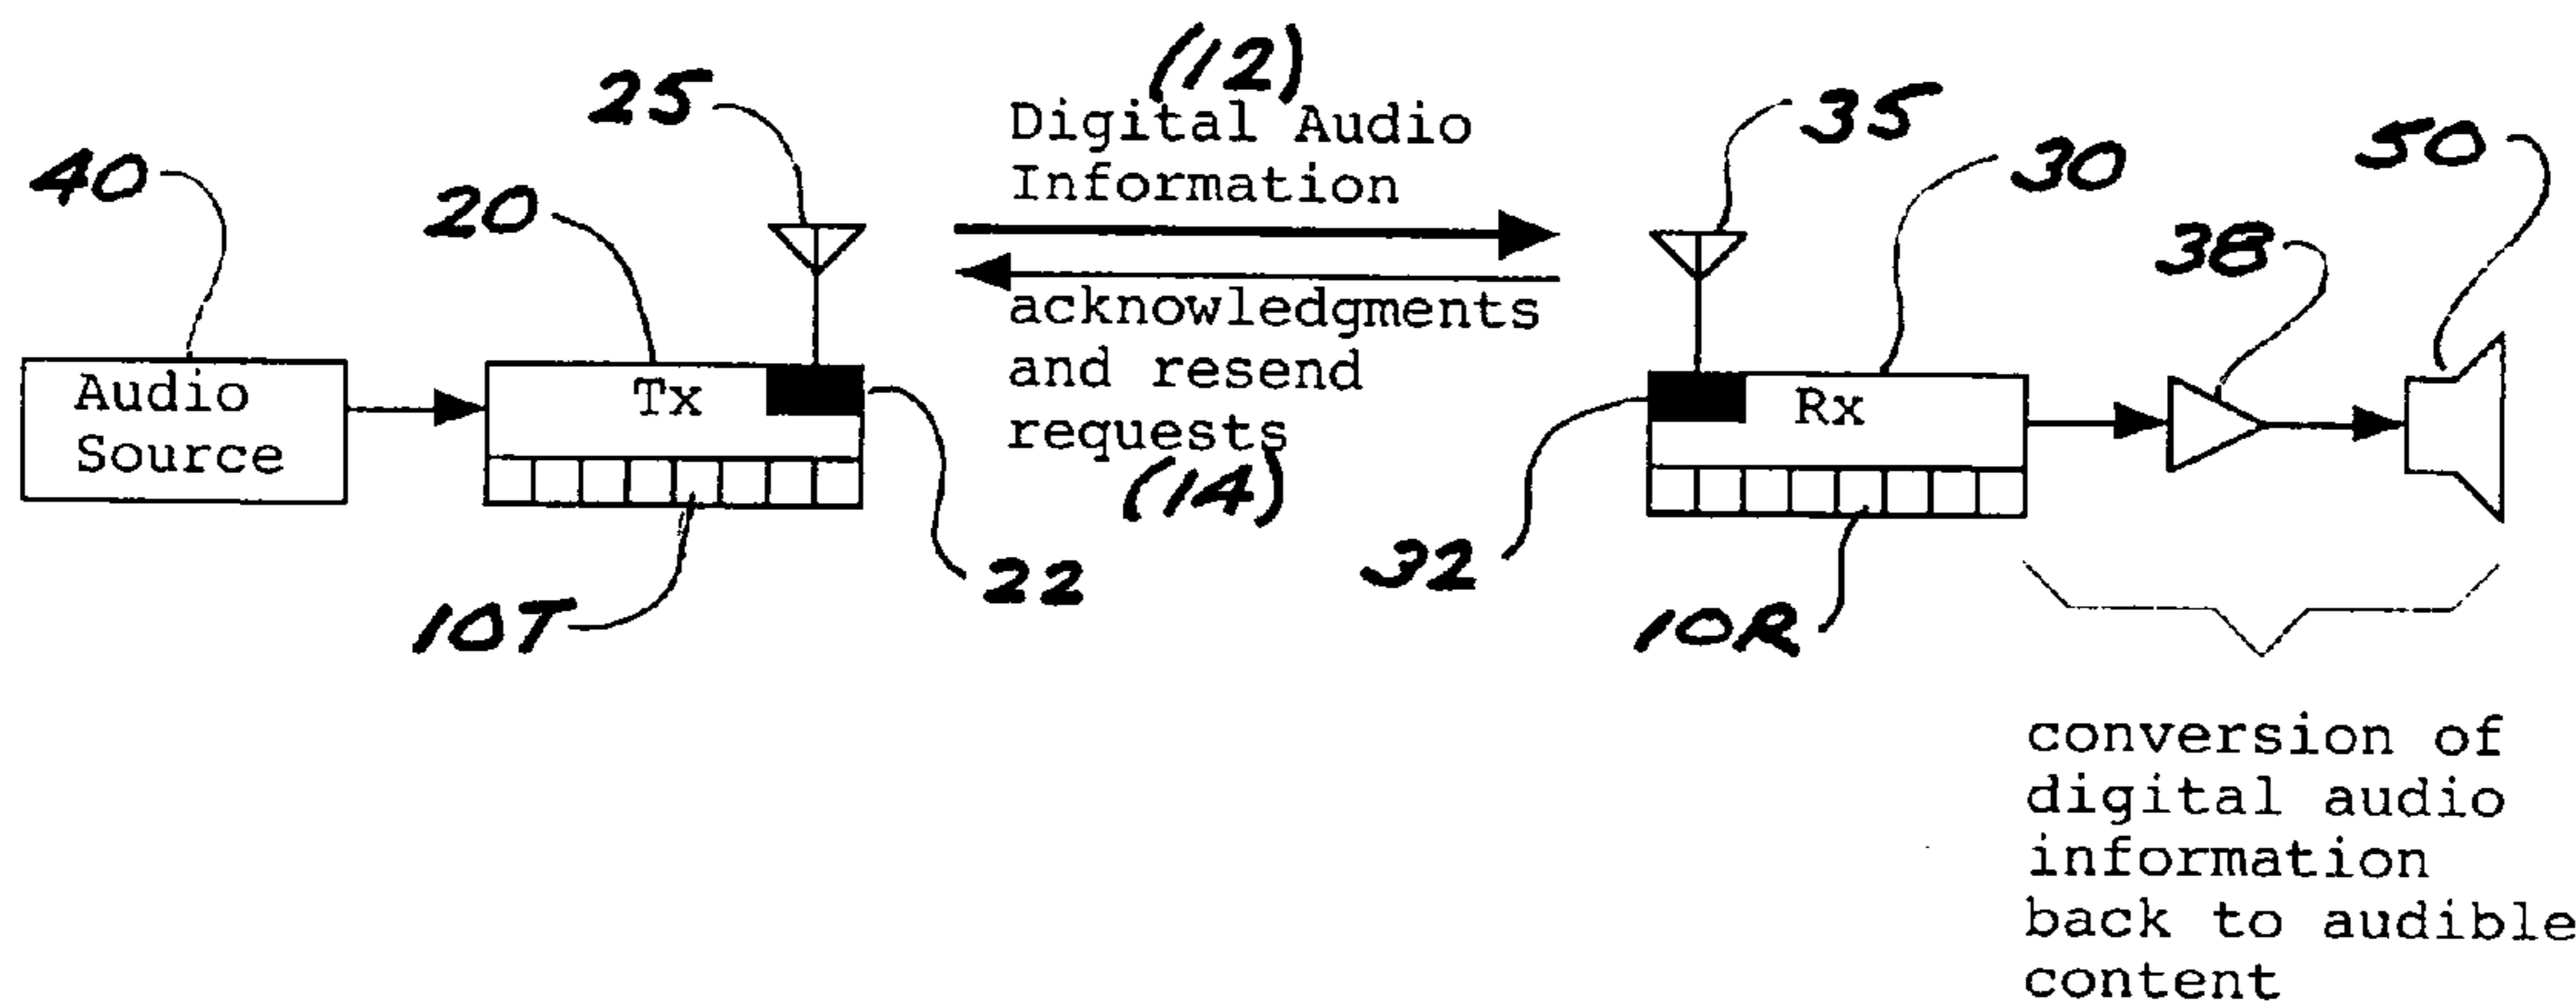 (12)
25
Digital Audio
Information
35
30
50
40
20
38
acknowledgments
and resend
requests
(14)
Audio
Source
Tx
Rx
22
32
10T
10R
conversion of
digital audio
information
back to audible
content